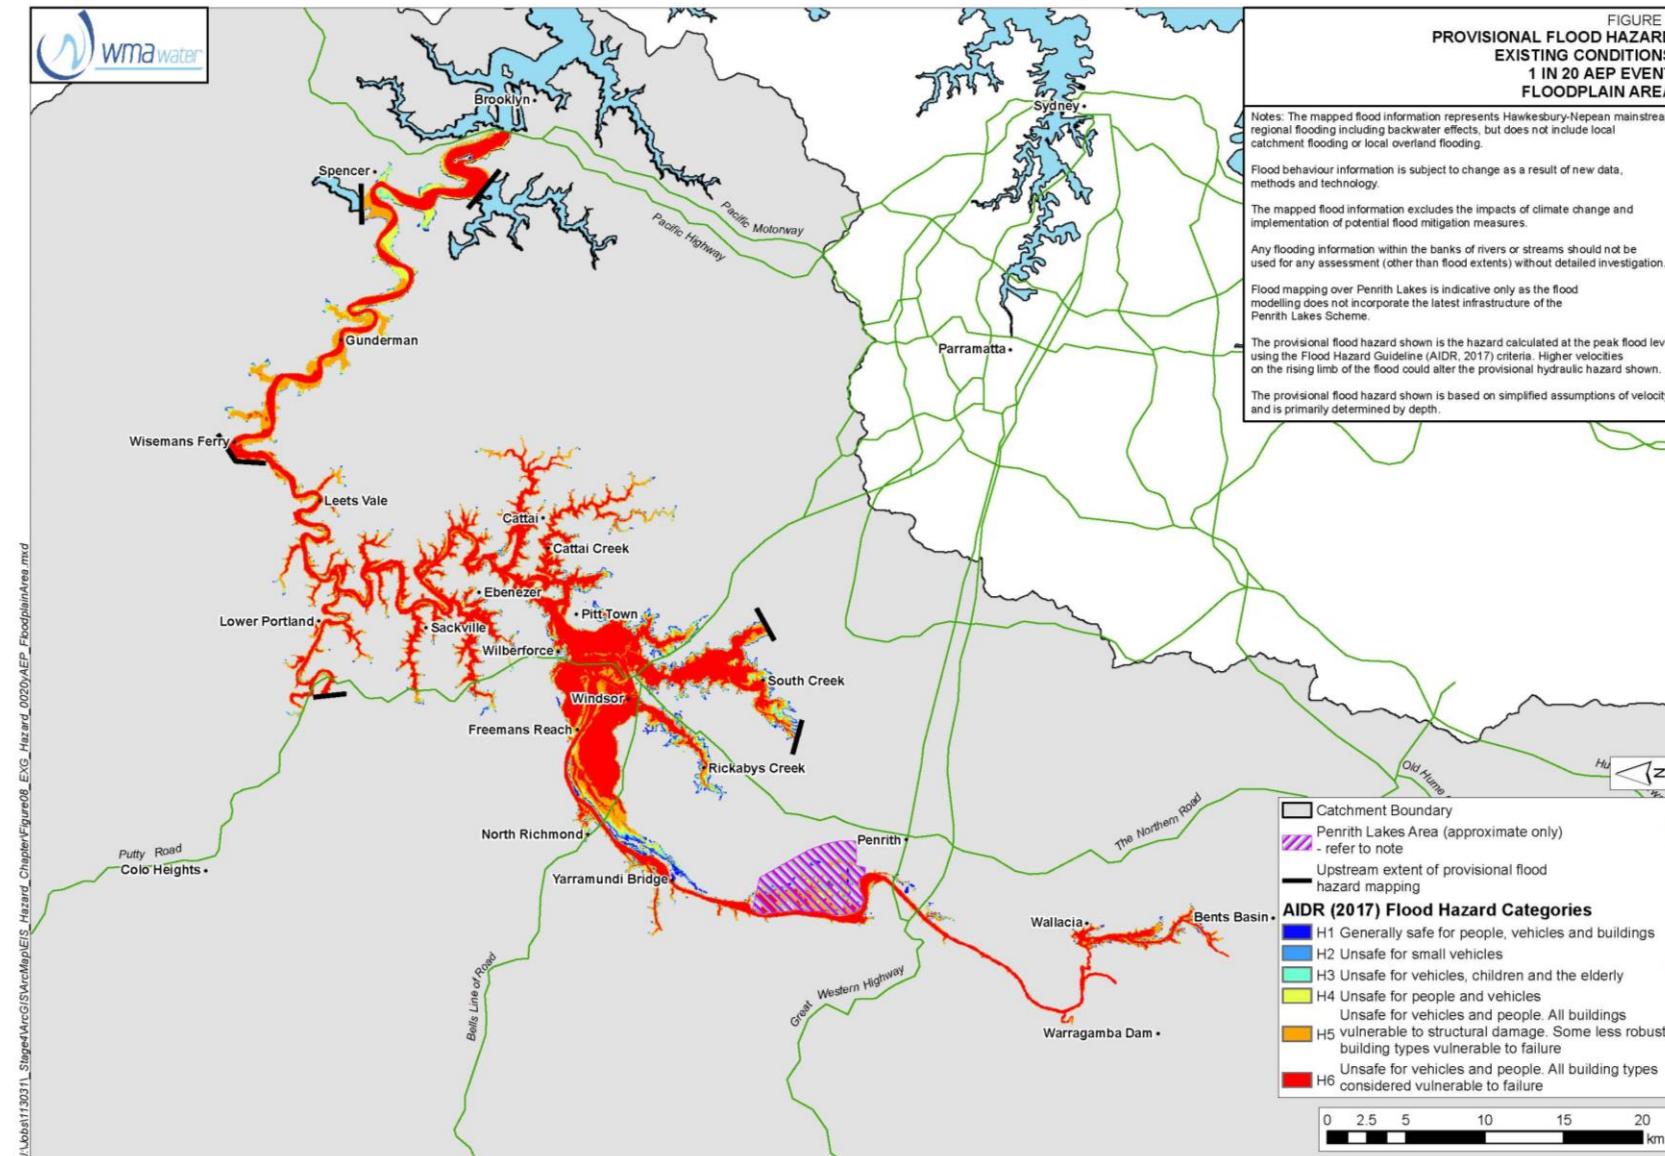 wma water
FIGURE
PROVISIONAL FLOOD HAZARD
EXISTING CONDITIONS
1 IN 20 AEP EVENT
FLOODPLAIN AREA
Notes: The mapped flood information represents Hawkesbury-Nepean mainstrea
regional flooding including backwater effects, but does not include local
catchment flooding or local overland flooding.
Flood behaviour information is subject to change as a result of new data,
methods and technology.
The mapped flood information excludes the impacts of climate change and
implementation of potential flood mitigation measures.
Any flooding information within the banks of rivers or streams should not be
used for any assessment (other than flood extents) without detailed investigation.
Flood mapping over Penrith Lakes is indicative only as the flood
modelling does not incorporate the latest infrastructure of the
Penrith Lakes Scheme.
The provisional flood hazard shown is the hazard calculated at the peak flood leve
using the Flood Hazard Guideline (AIDR, 2017) criteria. Higher velocities
on the rising limb of the flood could alter the provisional hydraulic hazard shown.
The provisional flood hazard shown is based on simplified assumptions of velocity
and is primarily determined by depth.
Brooklyn
Sydney
Spencer
Pacific Motorway
Pacific Highway
Gunderman
Parramatta
Wisemans Ferry
Leets Vale
Cattai
Cattai Creek
Ebenezer
Pitt Town
Lower Portland
Sackville
Wilberforce
South Creek
Windsor
Freemans Reach
Rickabys Creek
North Richmond
Penrith
The Northern Road
Old Hume
Hu
N
Putty Road
Colo Heights
Yarramundi Bridge
Wallacia
Bents Basin
Bells Line of Road
Great Western Highway
Warragamba Dam
Catchment Boundary
Penrith Lakes Area (approximate only)
- refer to note
Upstream extent of provisional flood
hazard mapping
AIDR (2017) Flood Hazard Categories
H1 Generally safe for people, vehicles and buildings
H2 Unsafe for small vehicles
H3 Unsafe for vehicles, children and the elderly
H4 Unsafe for people and vehicles
Unsafe for vehicles and people. All buildings
H5 vulnerable to structural damage. Some less robust
building types vulnerable to failure
Unsafe for vehicles and people. All building types
H6 considered vulnerable to failure
0 2.5 5 10 15 20
km
I:\Jobs\113031\_Stage4\ArcGIS\ArcMap\EIS_Hazard_Chapter\Figure08_EXG_Hazard_0020yAEP_FloodplainArea.mxd